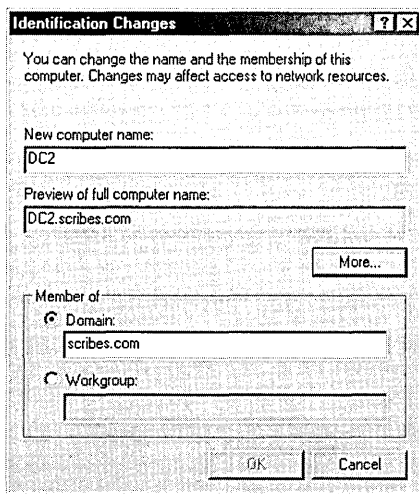 Identification Changes
You can change the name and the membership of this
computer. Changes may affect access to network resources.
New computer name:
DC2
Preview of full computer name:
DC2.scribes.com
More...
Member of
Domain:
scribes.com
Workgroup:
OK
Cancel